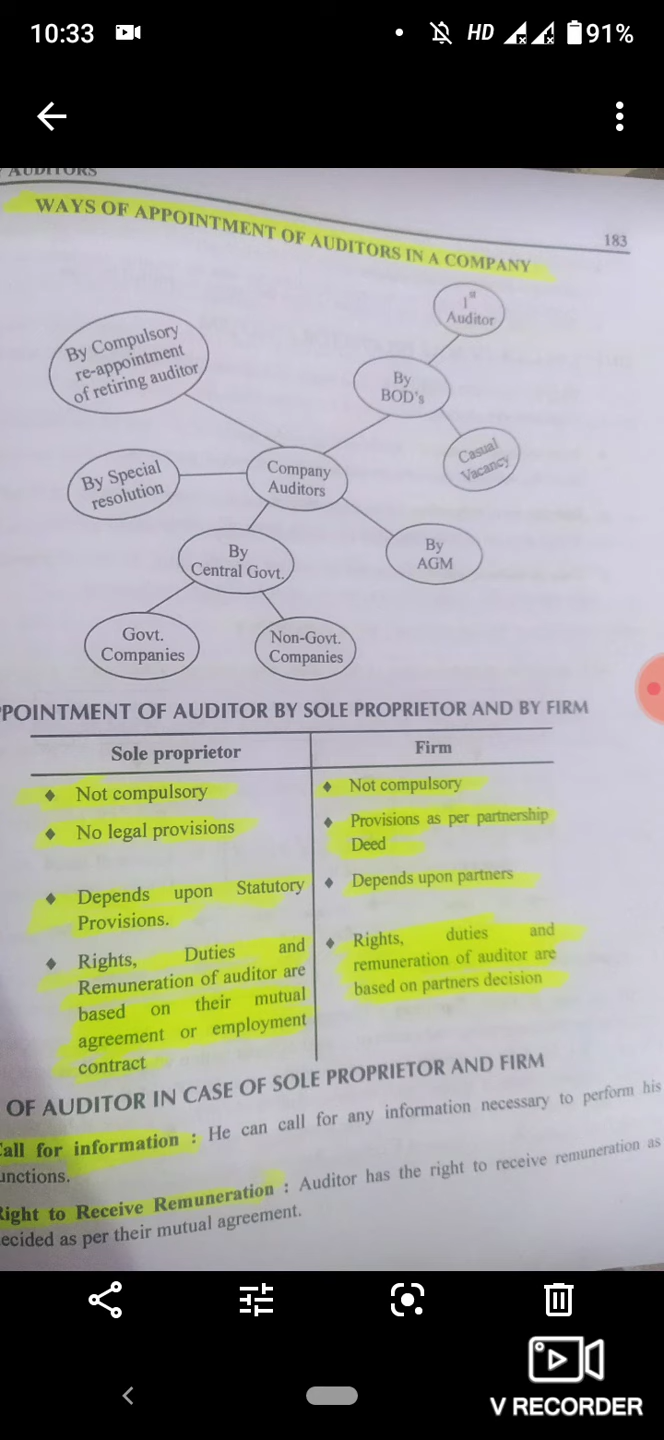 10:33
HD
91%
Y AUDITORS
WAYS OF APPOINTMENT OF AUDITORS IN A COMPANY
183
1st
Auditor
By Compulsory
re-appointment
of retiring auditor
By
BOD's
Casual
Vacancy
By Special
resolution
Company
Auditors
By
Central Govt.
By
AGM
Govt.
Companies
Non-Govt.
Companies
PPOINTMENT OF AUDITOR BY SOLE PROPRIETOR AND BY FIRM
Sole proprietor
Firm
♦ Not compulsory
♦ No legal provisions
♦ Depends upon Statutory
Provisions.
♦ Rights, Duties and
Remuneration of auditor are
based on their mutual
agreement or employment
contract
♦ Not compulsory
♦ Provisions as per partnership
Deed
♦ Depends upon partners
♦ Rights, duties and
remuneration of auditor are
based on partners decision
OF AUDITOR IN CASE OF SOLE PROPRIETOR AND FIRM
Call for information : He can call for any information necessary to perform his
unctions.
Right to Receive Remuneration : Auditor has the right to receive remuneration as
ecided as per their mutual agreement.
V RECORDER